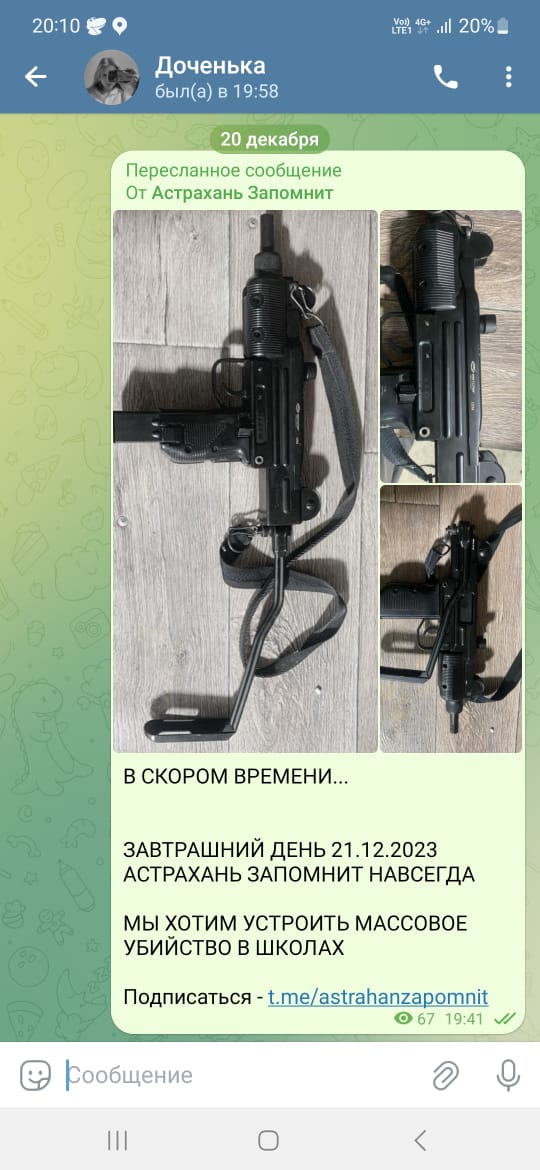 20:10
VoI) 4G+
LTE1
20%
Доченька
был(а) в 19:58
20 декабря
Пересланное сообщение
От Астрахань Запомнит
В СКОРОМ ВРЕМЕНИ...
ЗАВТРАШНИЙ ДЕНЬ 21.12.2023
АСТРАХАНЬ ЗАПОМНИТ НАВСЕГДА
МЫ ХОТИМ УСТРОИТЬ МАССОВОЕ
УБИЙСТВО В ШКОЛАХ
Подписаться - t.me/astrahanzapomnit
67 19:41
Сообщение